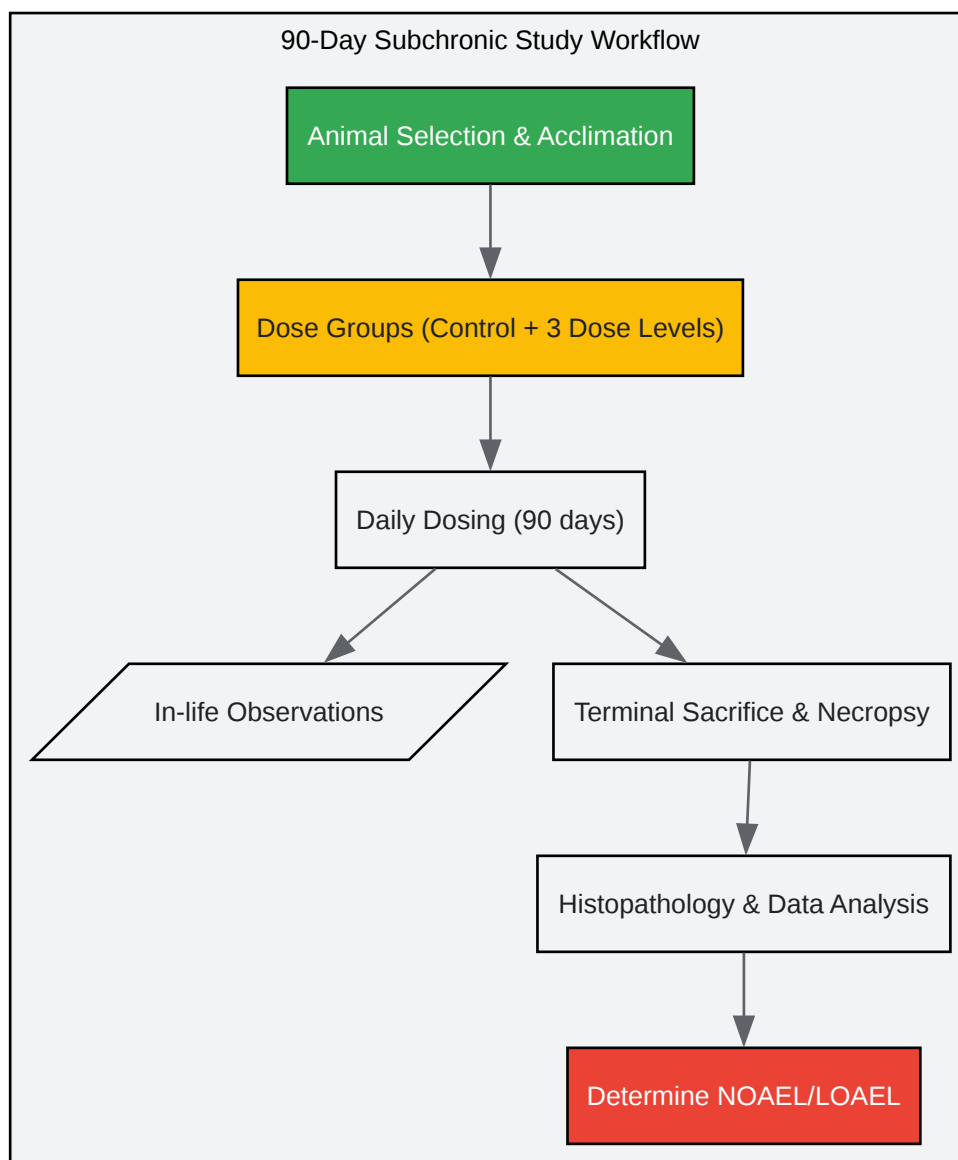 90-Day Subchronic Study Workflow
Animal Selection & Acclimation
Dose Groups (Control + 3 Dose Levels)
Daily Dosing (90 days)
In-life Observations
Terminal Sacrifice & Necropsy
Histopathology & Data Analysis
Determine NOAEL/LOAEL